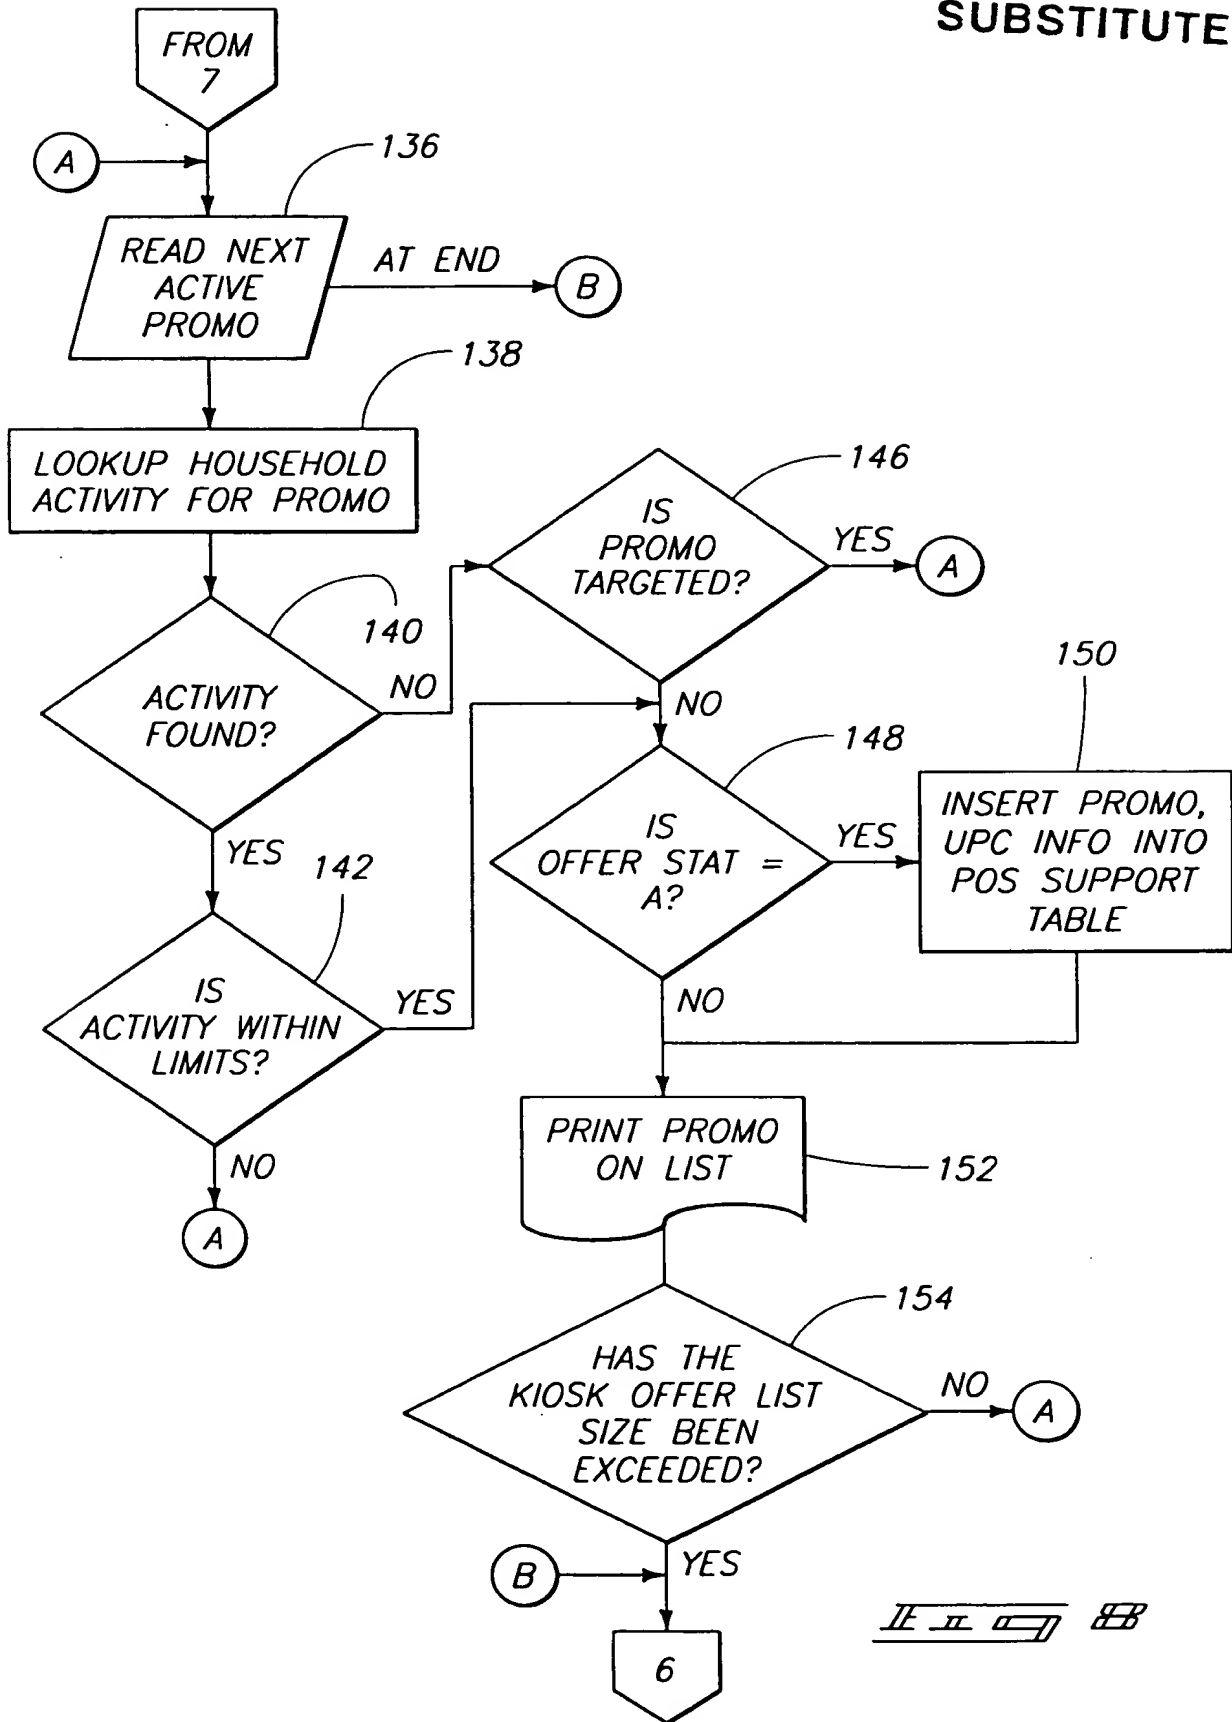 SUBSTITUTE
FROM
7
A
136
READ NEXT
ACTIVE
PROMO
AT END
B
138
LOOKUP HOUSEHOLD
ACTIVITY FOR PROMO
146
IS
PROMO
TARGETED?
YES
A
140
ACTIVITY
FOUND?
NO
NO
YES
148
IS
OFFER STAT =
A?
YES
150
INSERT PROMO,
UPC INFO INTO
POS SUPPORT
TABLE
142
IS
ACTIVITY WITHIN
LIMITS?
YES
NO
NO
A
PRINT PROMO
ON LIST
152
154
HAS THE
KIOSK OFFER LIST
SIZE BEEN
EXCEEDED?
NO
A
B
YES
6
Fig 8